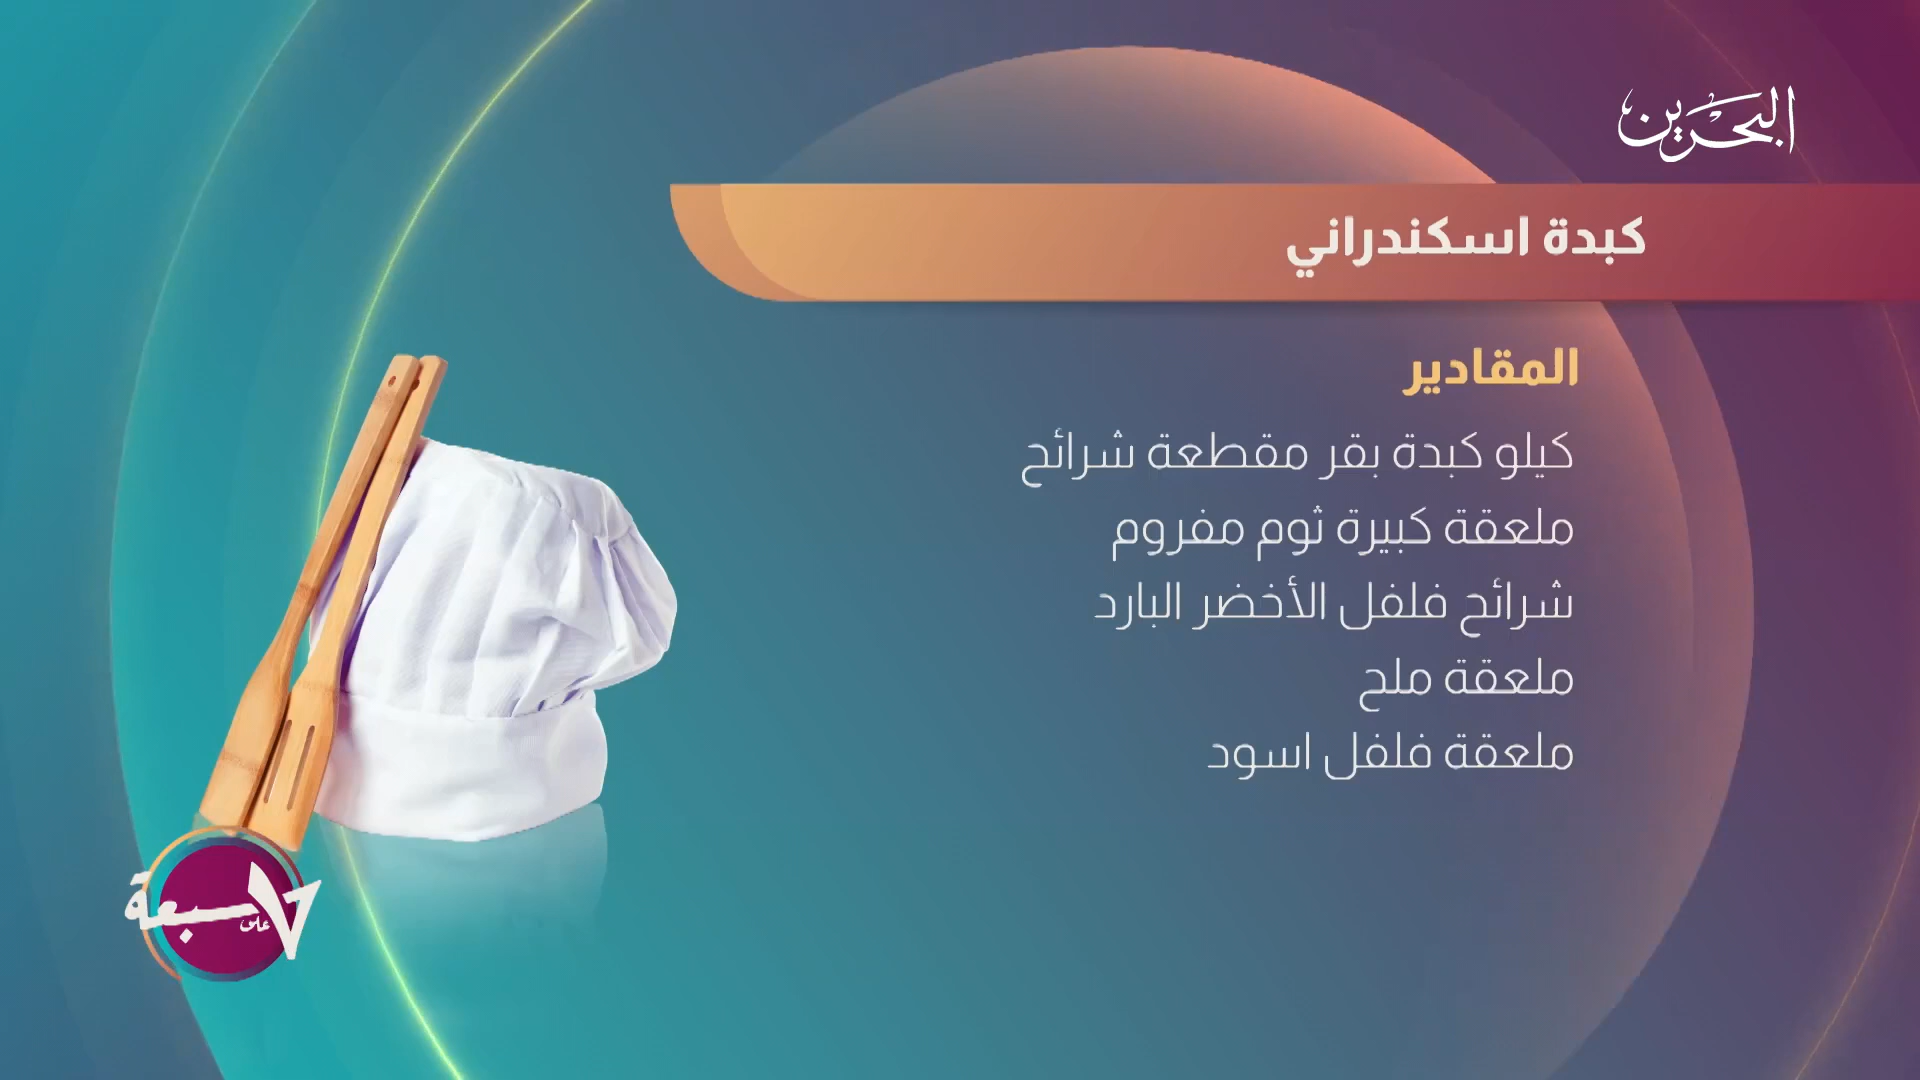 البحرين
كبدة اسكندراني
المقادير
كيلو كبدة بقر مقطعة شرائح
ملعقة كبيرة ثوم مفروم
شرائح فلفل الأخضر البارد
ملعقة ملح
ملعقة فلفل اسود
٧ على سبعة